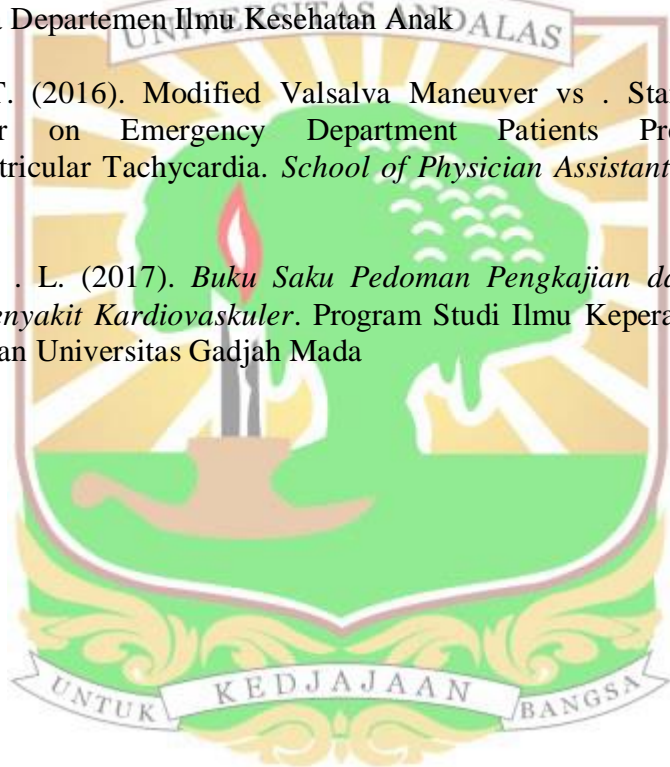 a Departemen Ilmu Kesehatan Anak
UNIVERSITAS ANDALAS
T. (2016). Modified Valsalva Maneuver vs . Sta
r on Emergency Department Patients Pr
tricular Tachycardia. School of Physician Assistant
. L. (2017). Buku Saku Pedoman Pengkajian da
enyakit Kardiovaskuler. Program Studi Ilmu Kepera
an Universitas Gadjah Mada
UNTUK KEDJAJAAN BANGSA